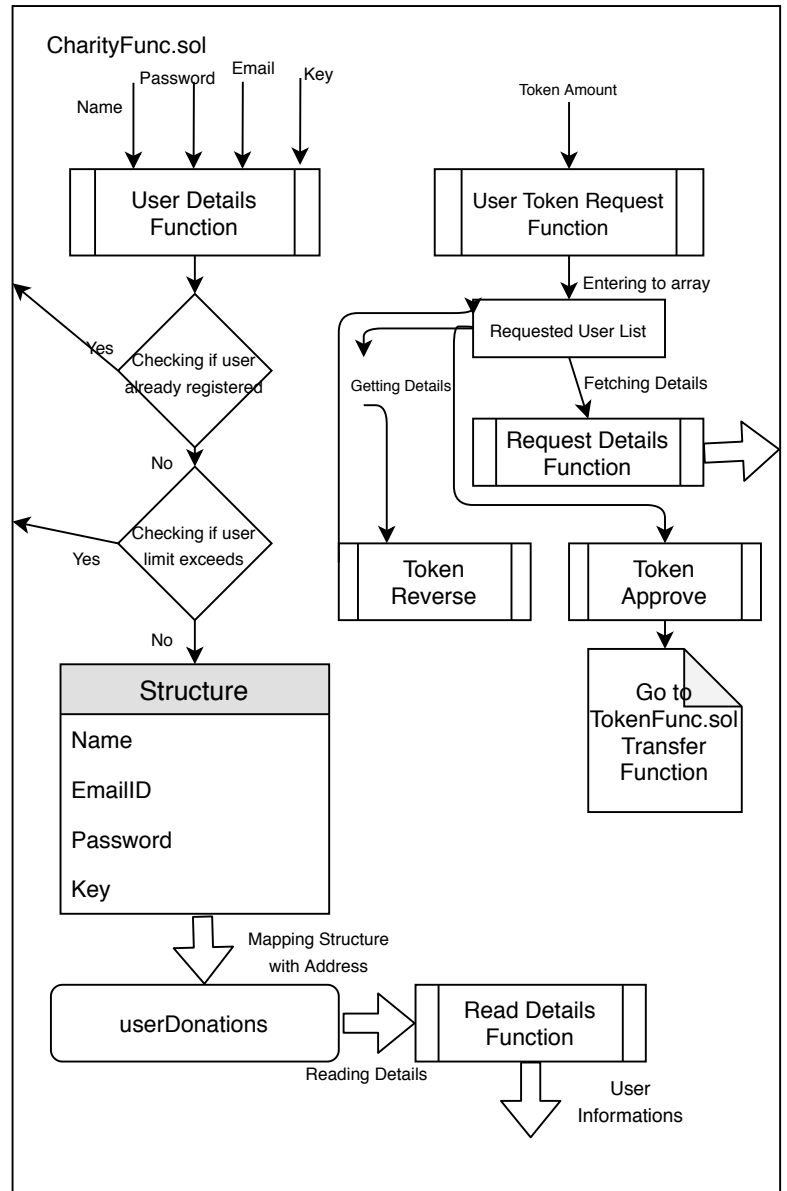 CharityFunc.sol
Name
Password
Email
Key
Token Amount
User Details
Function
User Token Request
Function
Entering to array
Yes
Checking if user
already registered
Requested User List
Getting Details
Fetching Details
Request Details
Function
No
Checking if user
limit exceeds
Yes
Token
Reverse
Token
Approve
No
Structure
Name
EmailID
Password
Key
Go to
TokenFunc.sol
Transfer
Function
Mapping Structure
with Address
userDonations
Reading Details
Read Details
Function
User
Informations